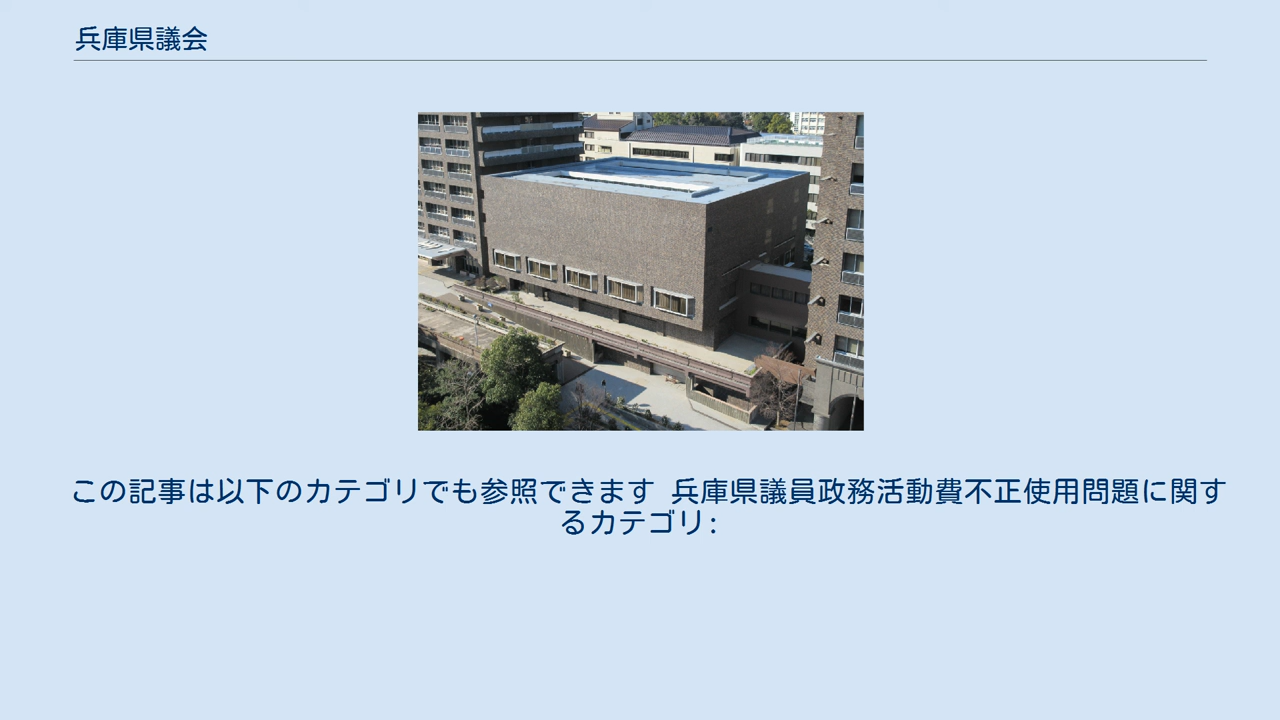 兵庫県議会
この記事は以下のカテゴリでも参照できます 兵庫県議員政務活動費不正使用問題に関す
るカテゴリ: